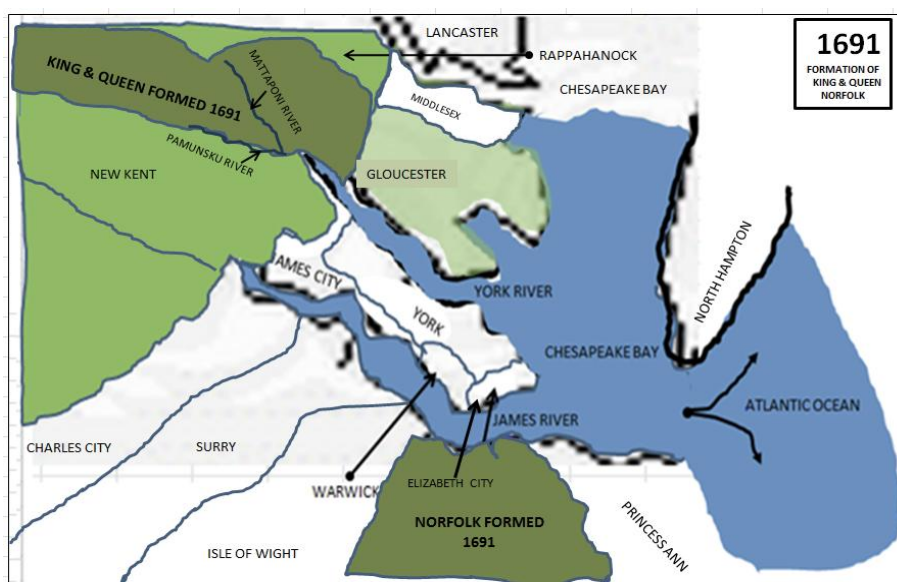 LANCASTER
RAPPAHANOCK
1691
FORMATION OF
KING & QUEEN
NORFOLK
CHESAPEAKE BAY
MATTAPONI RIVER
KING & QUEEN FORMED 1691
MIDDLESEX
PAMUNSKU RIVER
NEW KENT
GLOUCESTER
JAMES CITY
YORK RIVER
NORTH HAMPTON
YORK
CHESAPEAKE BAY
ATLANTIC OCEAN
JAMES RIVER
CHARLES CITY
SURRY
WARWICK
ELIZABETH CITY
NORFOLK FORMED
1691
PRINCESS ANN
ISLE OF WIGHT